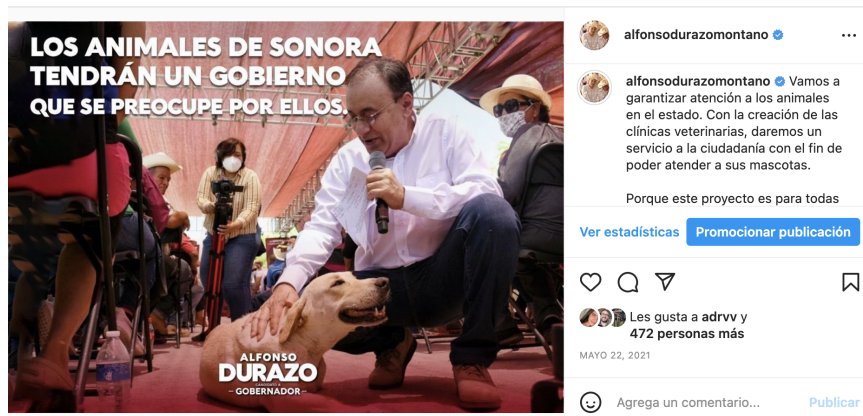 LOS ANIMALES DE SONORA
TENDRÁN UN GOBIERNO
QUE SE PREOCUPE POR ELLOS.
ALFONSO
DURAZO
CANDIDATO A
GOBERNADOR
alfonsodurazomontano
alfonsodurazomontano Vamos a
garantizar atención a los animales
en el estado. Con la creación de las
clínicas veterinarias, daremos un
servicio a la ciudadanía con el fin de
poder atender a sus mascotas.
Porque este proyecto es para todas
Ver estadísticas
Promocionar publicación
Les gusta a adrvv y
472 personas más
MAYO 22, 2021
Agrega un comentario...
Publicar